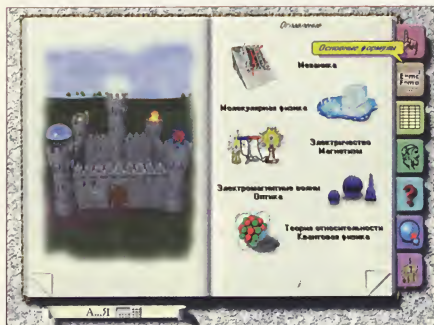 Оглавление
Основные формулы
Механика
Молекулярная физика
Электричество
Магнетизм
Электромагнитные волны
Оптика
Теория относительности
Квантовая физика
i
А...Я